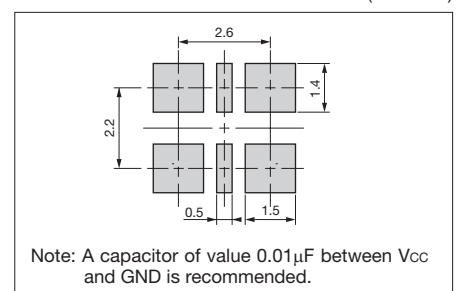 2.6
1.4
2.2
0.5
1.5
Note: A capacitor of value 0.01μF between Vcc
and GND is recommended.